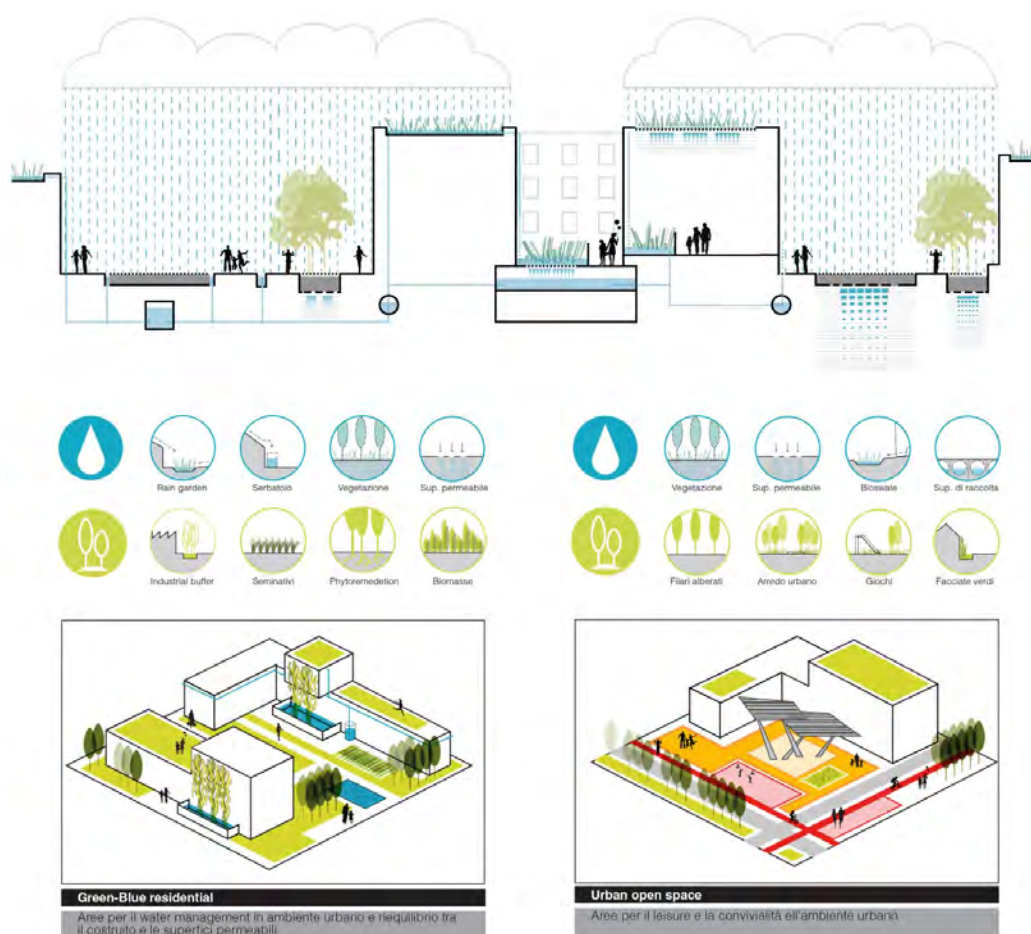 Rain garden
Serbatoio
Vegetazione
Sup. permeabile
Vegetazione
Sup. permeabile
Bioswale
Sup. di raccolta
Industrial buffer
Seminativi
Phytoremedetion
Biomasse
Filari alberati
Arredo urbano
Giochi
Facciate verdi
Green-Blue residential
Aree per il water management in ambiente urbano e riequilibrio tra
il costruito e le superfici permeabili
Urban open space
Aree per il leisure e la convivialità ell'ambiente urbano